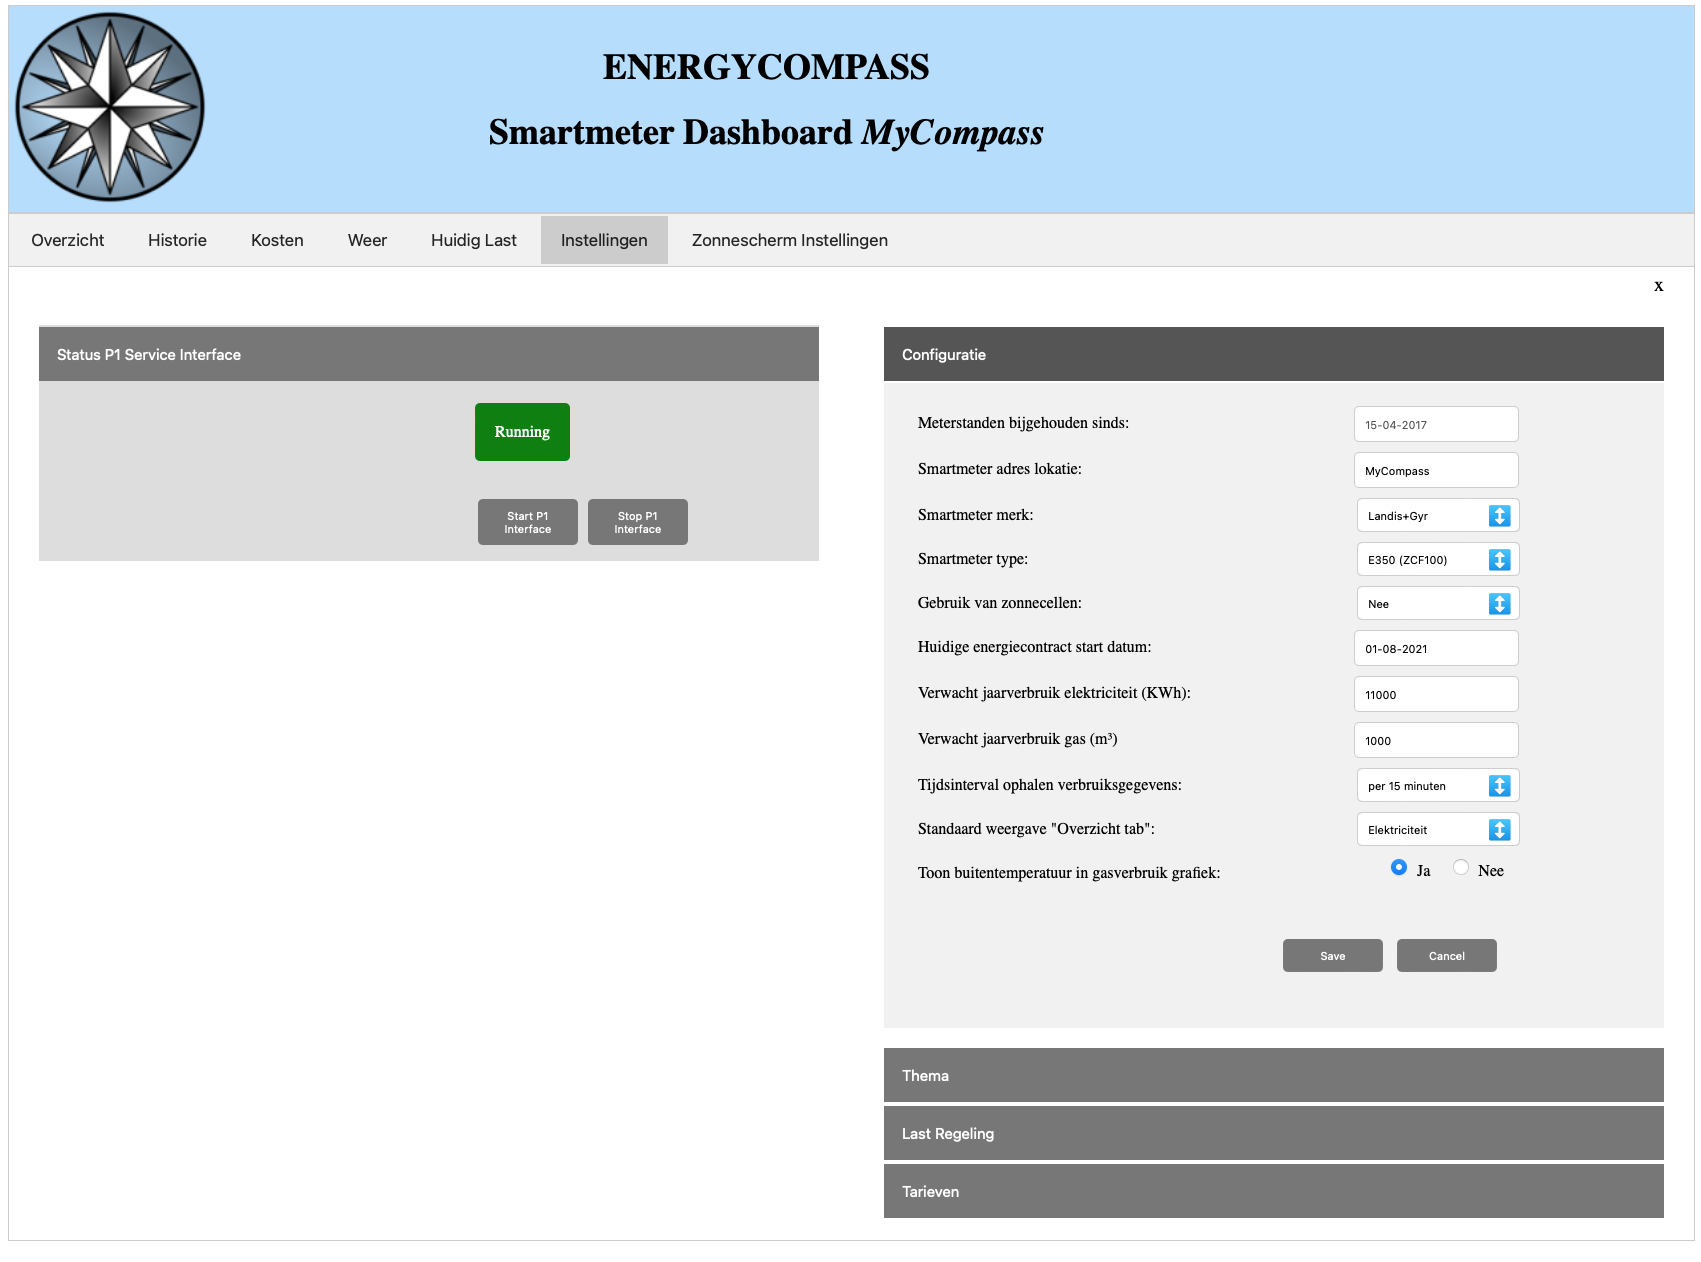 ENERGYCOMPASS
Smartmeter Dashboard MyCompass
Overzicht Historie Kosten Weer Huidig Last Instellingen Zonnescherm Instellingen
x
Status P1 Service Interface
Running
Start P1 Interface
Stop P1 Interface
Configuratie
Meterstanden bijgehouden sinds: 15-04-2017
Smartmeter adres lokatie: MyCompass
Smartmeter merk: Landis+Gyr
Smartmeter type: E350 (ZCF100)
Gebruik van zonnecellen: Nee
Huidige energiecontract start datum: 01-08-2021
Verwacht jaarverbruik elektriciteit (KWh): 11000
Verwacht jaarverbruik gas (m³) 1000
Tijdsinterval ophalen verbruiksgegevens: per 15 minuten
Standaard weergave "Overzicht tab": Elektriciteit
Toon buitentemperatuur in gasverbruik grafiek: Ja Nee
Save Cancel
Thema
Last Regeling
Tarieven